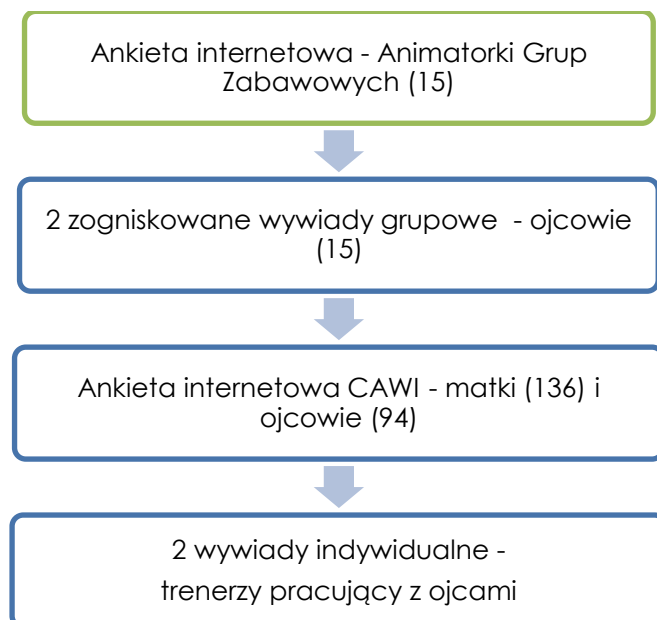 Ankieta internetowa - Animatorki Grup
Zabawowych (15)
2 zogniskowane wywiady grupowe - ojcowie
(15)
Ankieta internetowa CAWI - matki (136) i
ojcowie (94)
2 wywiady indywidualne -
trenerzy pracujący z ojcami